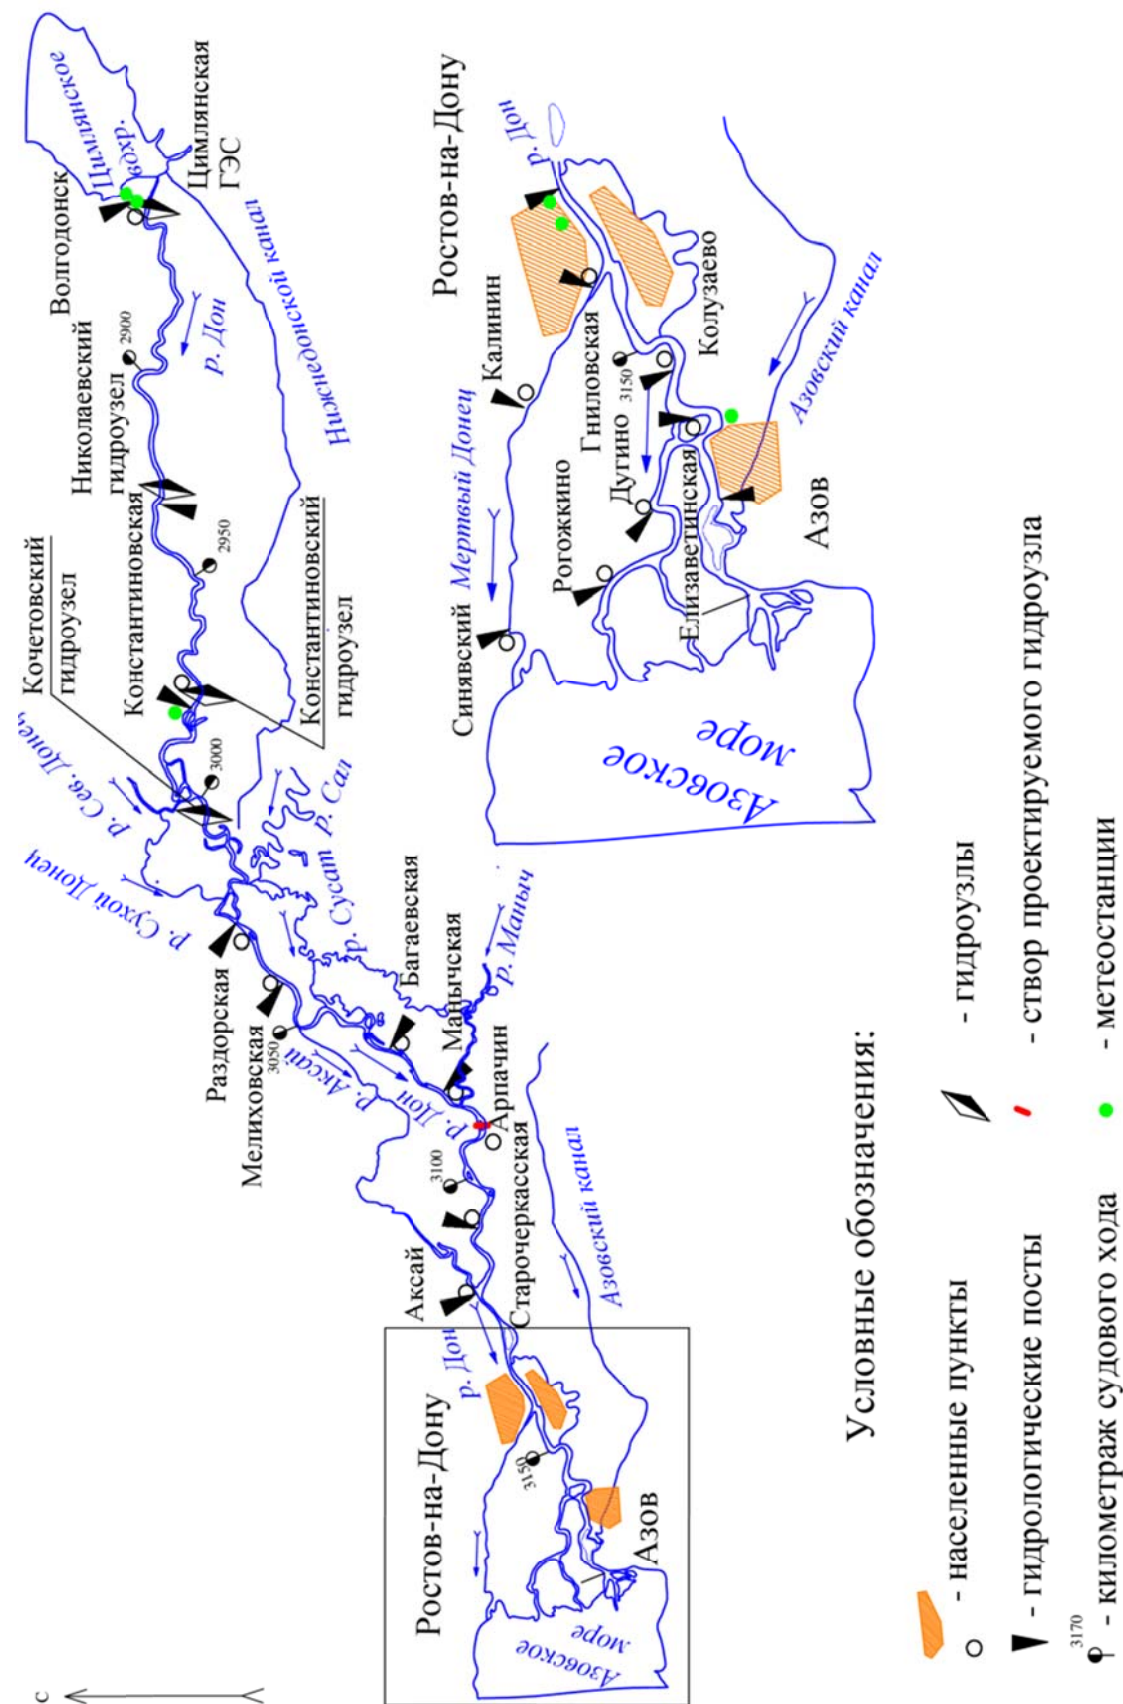 С
Цимлянское
вдхр.
Волгодонск
Цимлянская
ГЭС
Николаевский
гидроузел
2900
р. Дон
Нижнедонской канал
Константиновская
2950
Кочетовский
гидроузел
Константиновский
гидроузел
р. Сев. Донец
3000
р. Сухой Донец
р. Сал
р. Сусат
Раздорская
Мелиховская
3050
Багаевская
Манычская
р. Маныч
р. Аксай
р. Дон
Арпачин
3100
Старочеркасская
Аксай
Азовский канал
р. Дон
Ростов-на-Дону
3150
Азов
Азовское
море
Ростов-на-Дону
р. Дон
Калинин
Гниловская
3150
Колузаево
Мертвый Донец
Дугино
Рогожкино
Елизаветинская
Синявский
Азовский канал
Азов
Азовское
море
Условные обозначения:
- населенные пункты
- гидрологические посты
3170
- километраж судового хода
- гидроузлы
- створ проектируемого гидроузла
- метеостанции